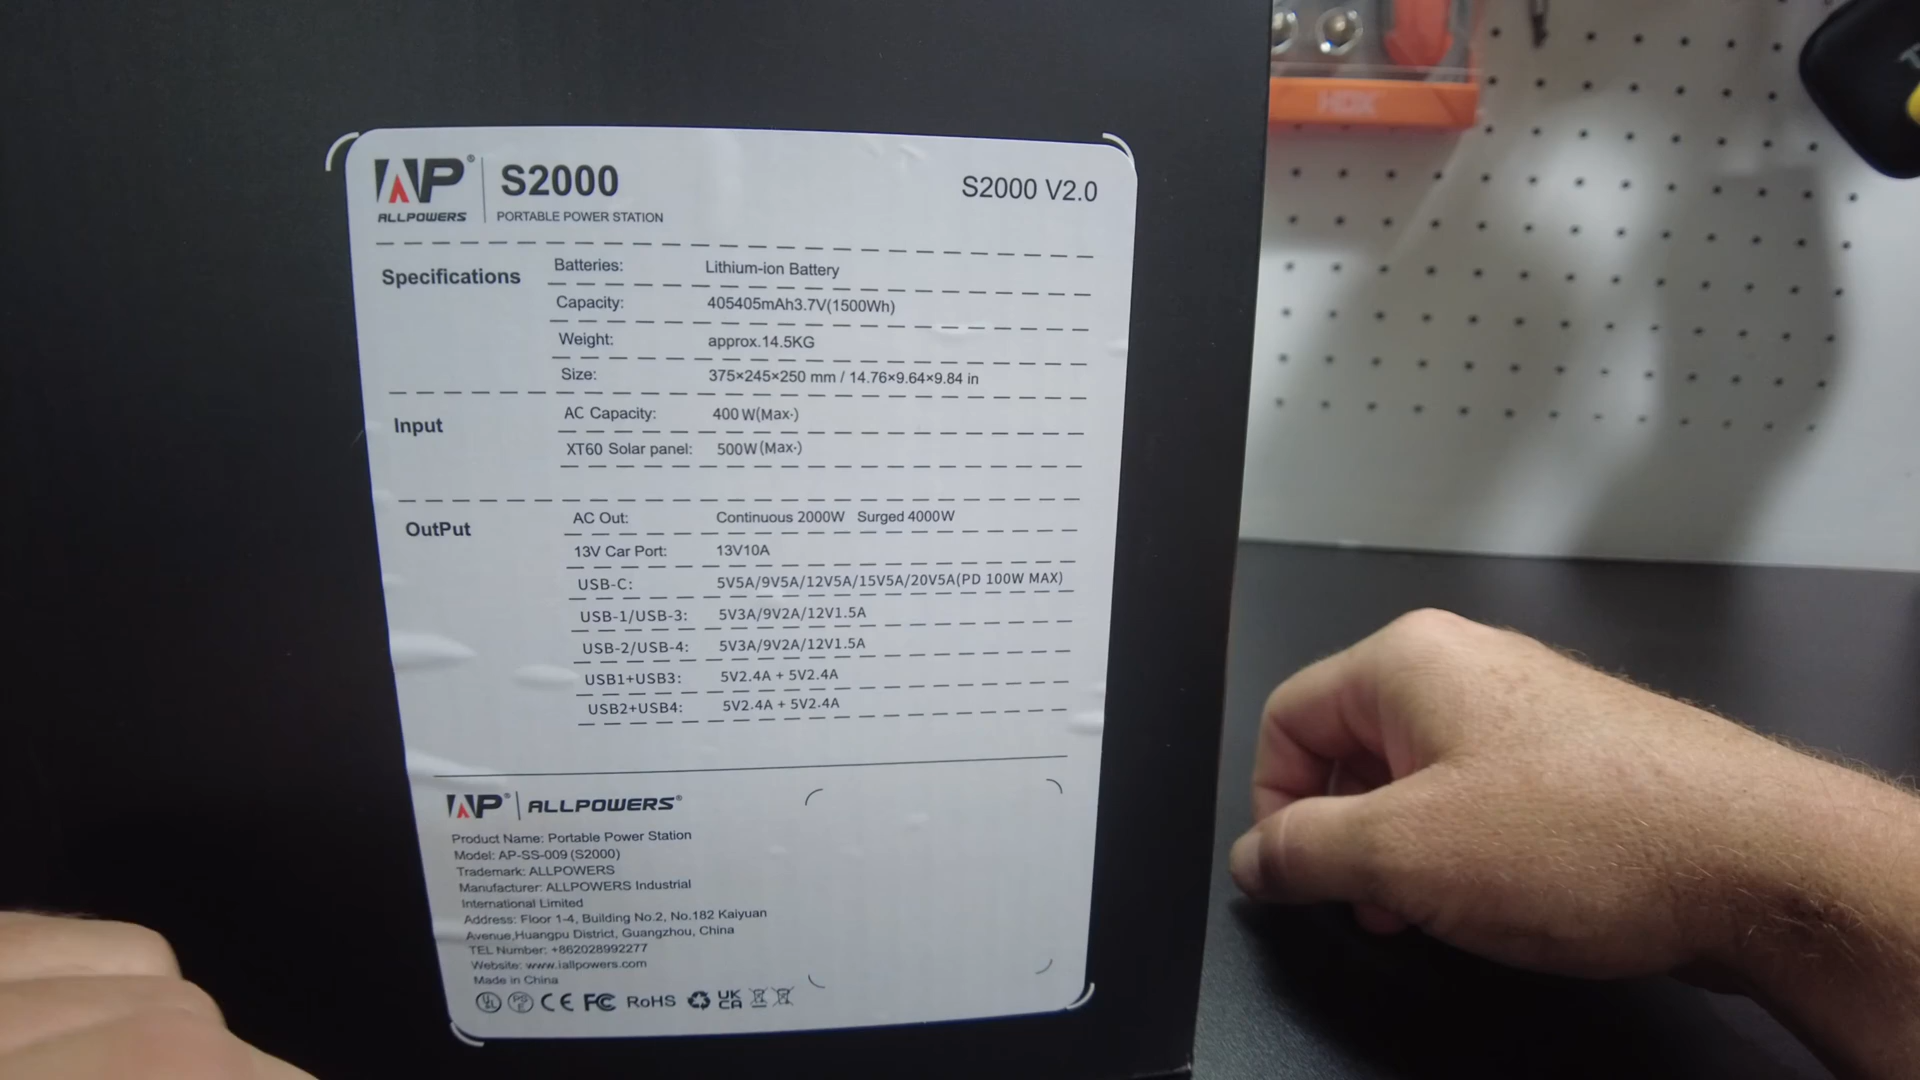 HDX
AP®
ALLPOWERS
S2000
PORTABLE POWER STATION
S2000 V2.0
Specifications
Batteries: Lithium-ion Battery
Capacity: 405405mAh3.7V(1500Wh)
Weight: approx.14.5KG
Size: 375×245×250 mm / 14.76×9.64×9.84 in
Input
AC Capacity: 400W(Max·)
XT60 Solar panel: 500W(Max·)
OutPut
AC Out: Continuous 2000W Surged 4000W
13V Car Port: 13V10A
USB-C: 5V5A/9V5A/12V5A/15V5A/20V5A(PD 100W MAX)
USB-1/USB-3: 5V3A/9V2A/12V1.5A
USB-2/USB-4: 5V3A/9V2A/12V1.5A
USB1+USB3: 5V2.4A + 5V2.4A
USB2+USB4: 5V2.4A + 5V2.4A
AP® ALLPOWERS®
Product Name: Portable Power Station
Model: AP-SS-009 (S2000)
Trademark: ALLPOWERS
Manufacturer: ALLPOWERS Industrial
International Limited
Address: Floor 1-4, Building No.2, No.182 Kaiyuan
Avenue,Huangpu District, Guangzhou, China
TEL Number: +862028992277
Website: www.iallpowers.com
Made in China
UL PSE CE FC RoHS UKCA